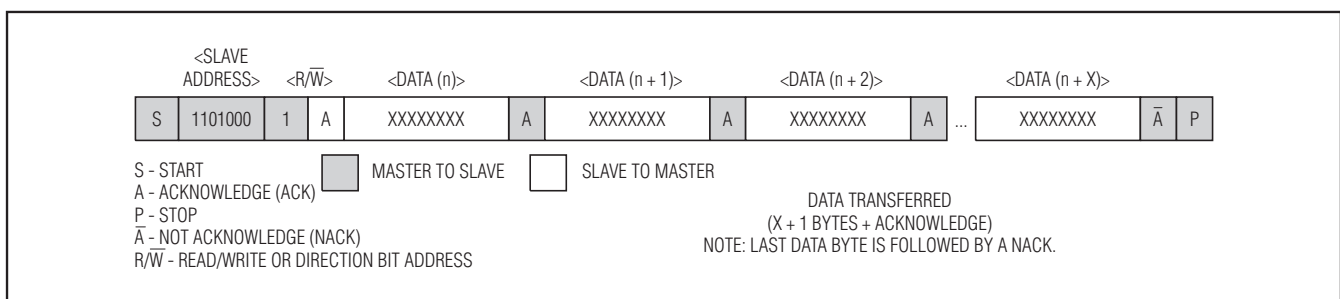 <SLAVE
ADDRESS> <R/W̅> <DATA (n)> <DATA (n + 1)> <DATA (n + 2)> <DATA (n + X)>
S 1101000 1 A XXXXXXXX A XXXXXXXX A XXXXXXXX A ... XXXXXXXX A̅ P
S - START MASTER TO SLAVE SLAVE TO MASTER
A - ACKNOWLEDGE (ACK)
P - STOP
A̅ - NOT ACKNOWLEDGE (NACK)
R/W̅ - READ/WRITE OR DIRECTION BIT ADDRESS
DATA TRANSFERRED
(X + 1 BYTES + ACKNOWLEDGE)
NOTE: LAST DATA BYTE IS FOLLOWED BY A NACK.